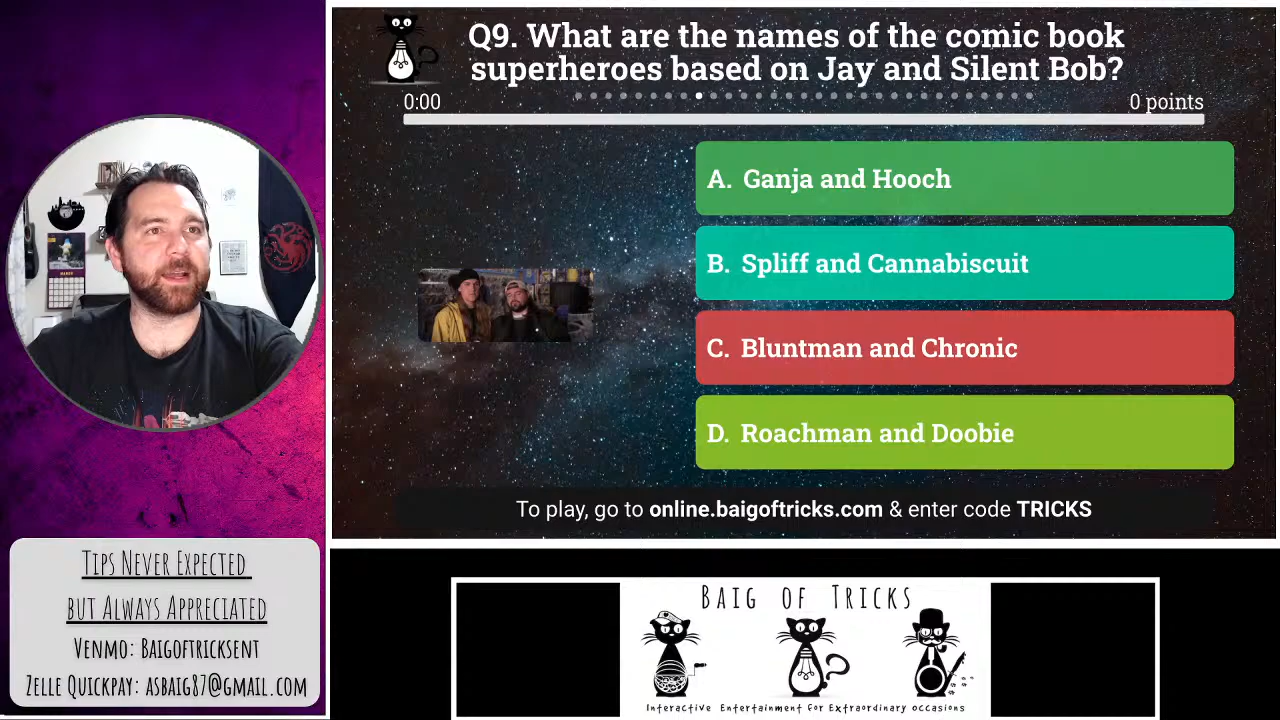 Q9. What are the names of the comic book
superheroes based on Jay and Silent Bob?
0:00
0 points
A. Ganja and Hooch
B. Spliff and Cannabiscuit
C. Bluntman and Chronic
D. Roachman and Doobie
To play, go to online.baigoftricks.com & enter code TRICKS
Tips Never Expected
but Always Appreciated
Venmo: Baigoftricksent
Zelle Quickpay: asbaig87@gmail.com
Baig of Tricks
Interactive Entertainment for Extraordinary Occasions